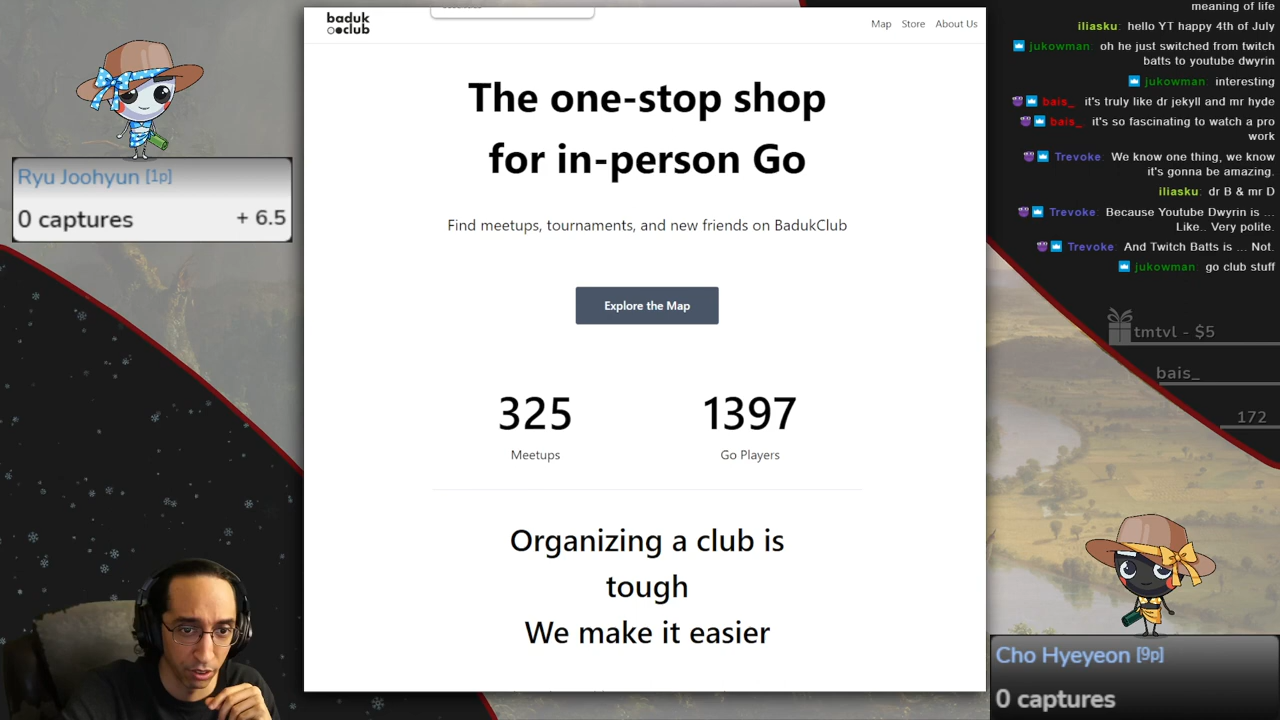 baduk
club
Map
Store
About Us
The one-stop shop
for in-person Go
Find meetups, tournaments, and new friends on BadukClub
Explore the Map
325
Meetups
1397
Go Players
Organizing a club is
tough
We make it easier
Ryu Joohyun [1p]
0 captures
+ 6.5
meaning of life
iliasku: hello YT happy 4th of July
jukowman: oh he just switched from twitch
batts to youtube dwyrin
jukowman: interesting
bais_: it's truly like dr jekyll and mr hyde
bais_: it's so fascinating to watch a pro
work
Trevoke: We know one thing, we know
it's gonna be amazing.
iliasku: dr B & mr D
Trevoke: Because Youtube Dwyrin is ...
Like.. Very polite.
Trevoke: And Twitch Batts is ... Not.
jukowman: go club stuff
tmtvl - $5
bais_
172
Cho Hyeyeon [9p]
0 captures